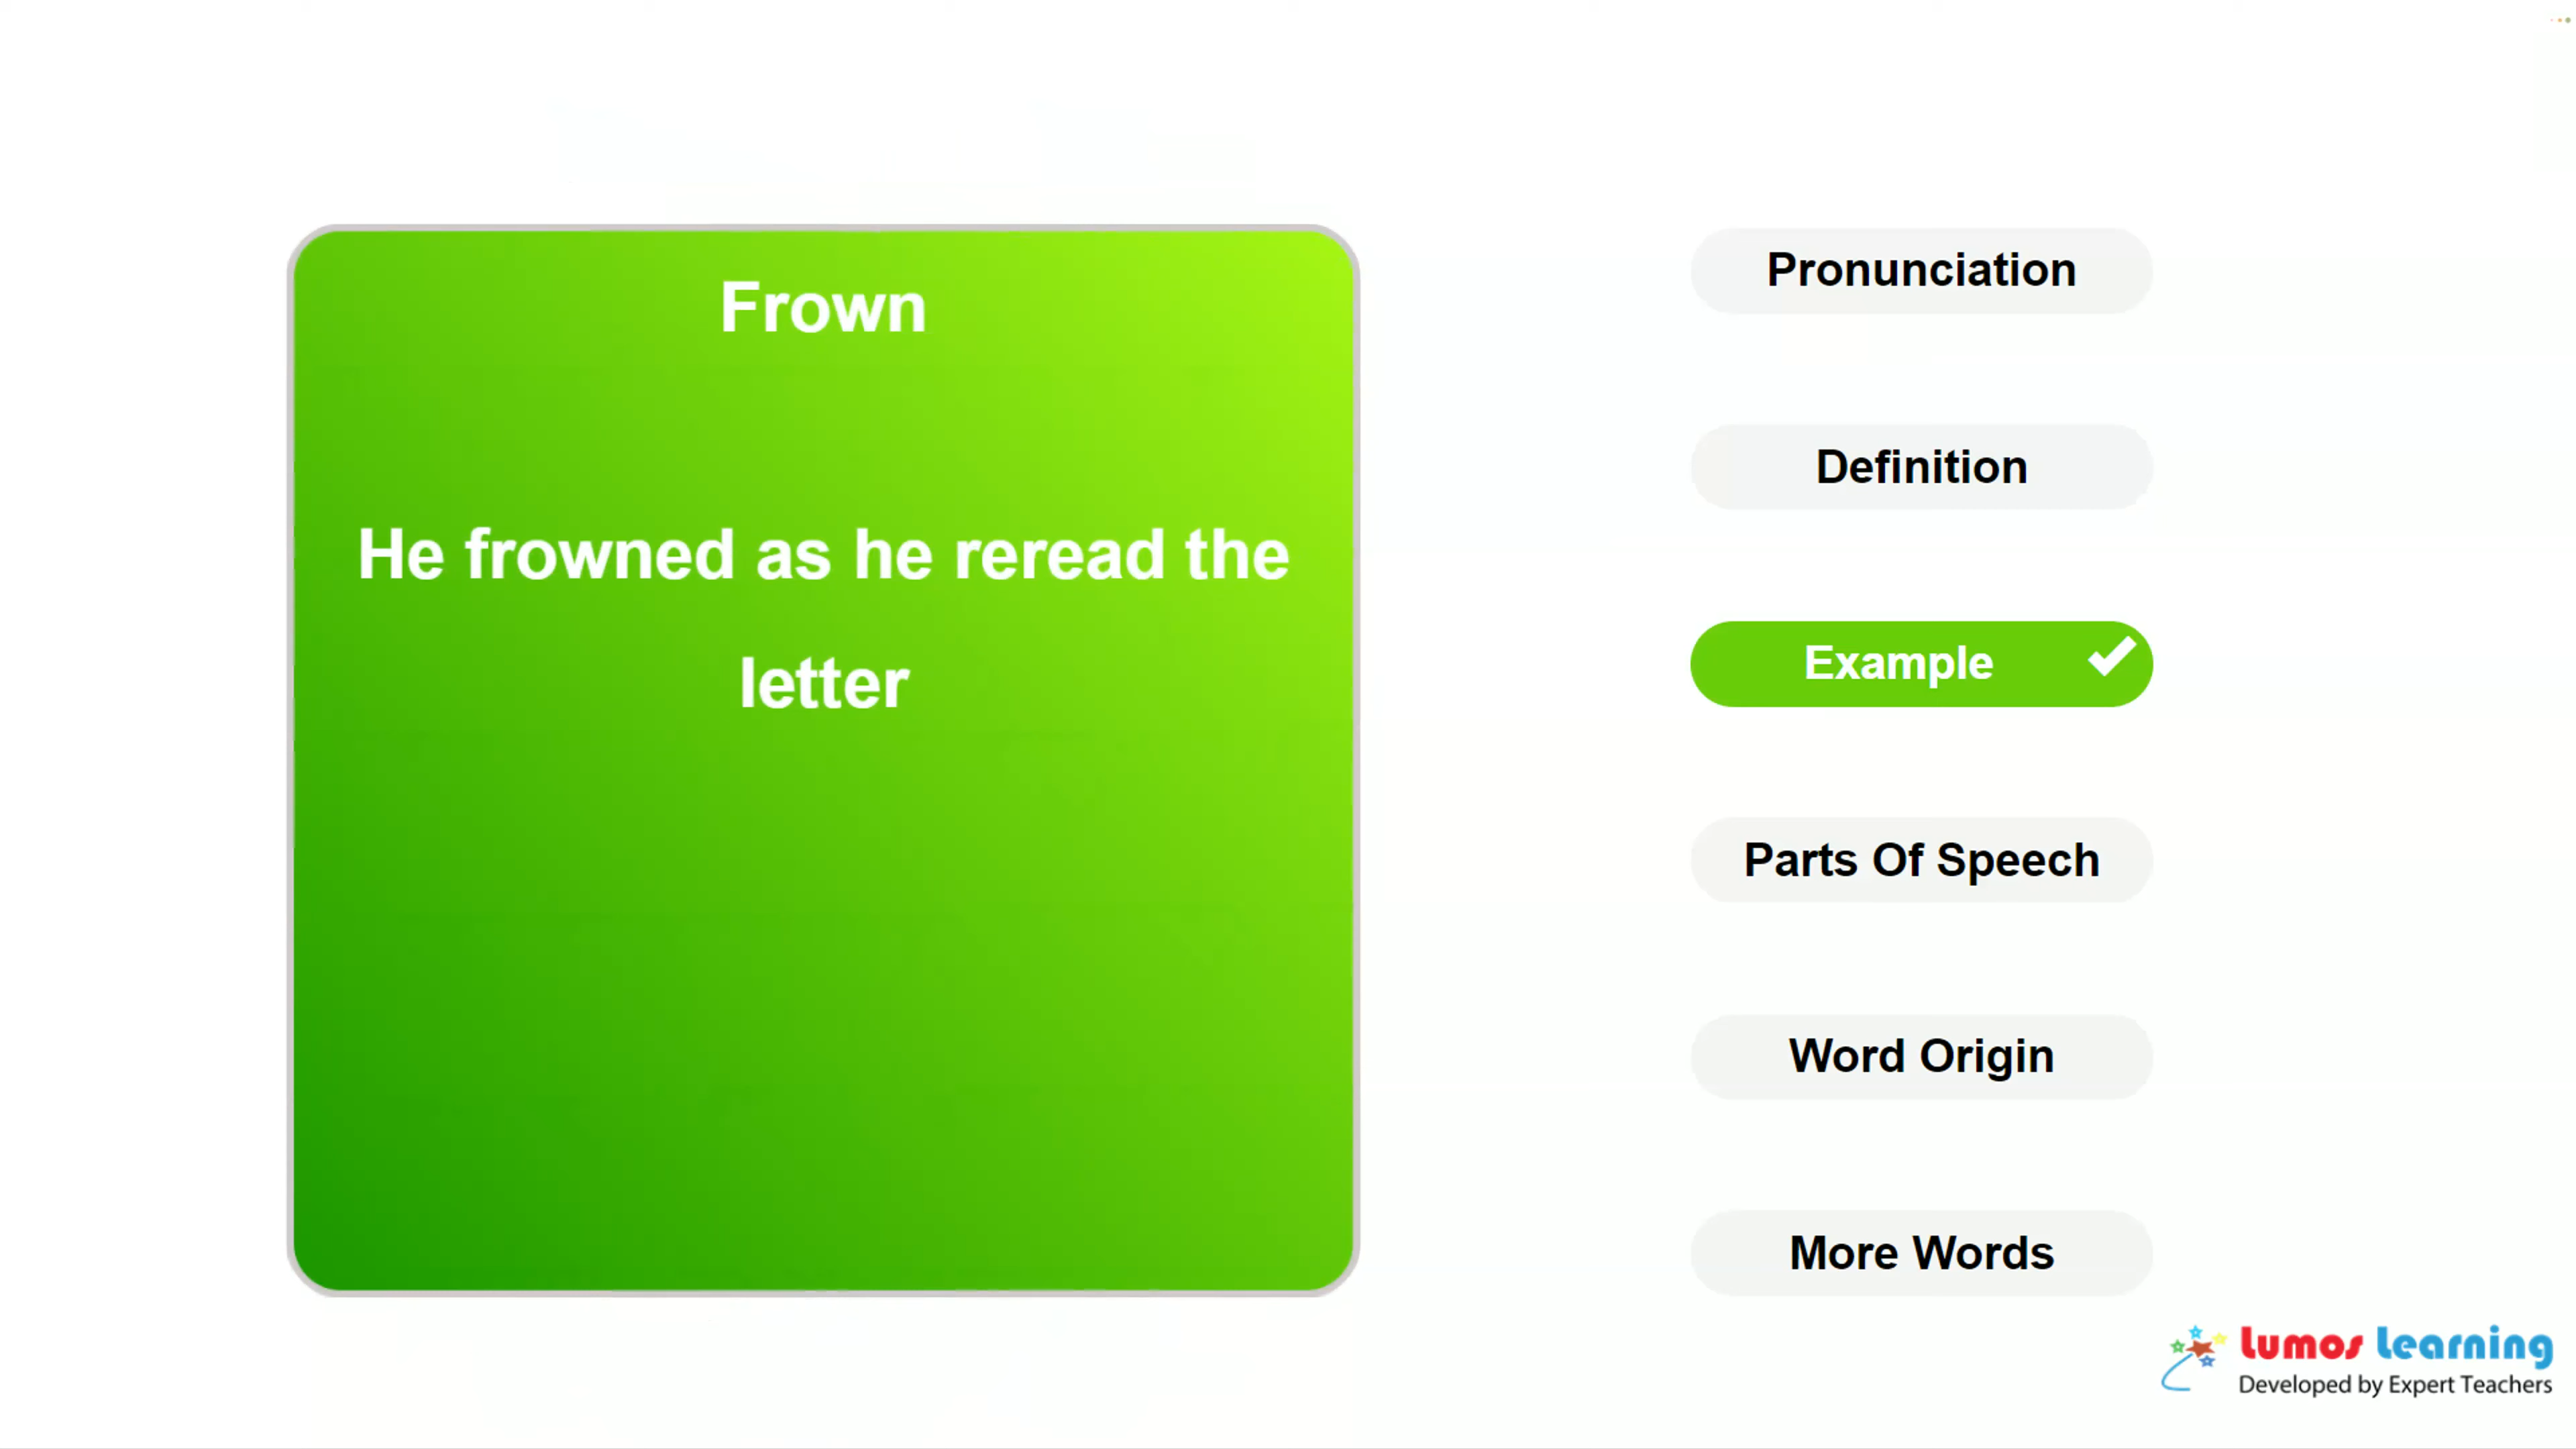 Frown
He frowned as he reread the
letter
Pronunciation
Definition
Example
Parts Of Speech
Word Origin
More Words
Lumos Learning
Developed by Expert Teachers